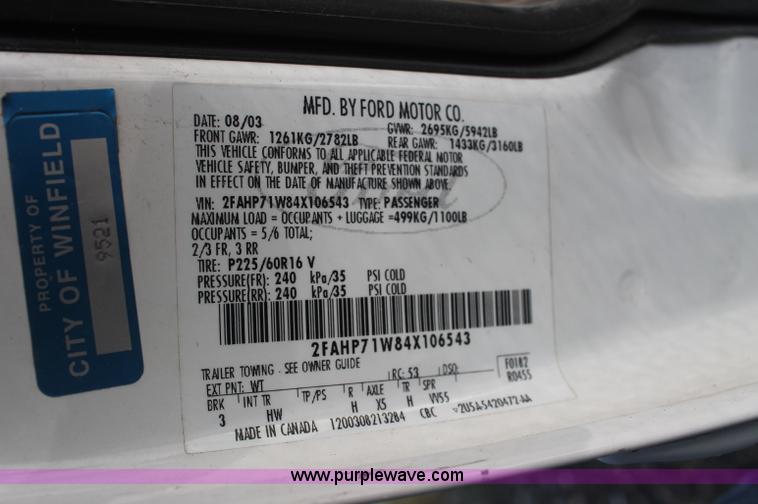 PROPERTY OF
CITY OF WINFIELD
9521
MFD. BY FORD MOTOR CO.
DATE: 08/03 GVWR: 2695KG/5942LB
FRONT GAWR: 1261KG/2782LB REAR GAWR: 1433KG/3160LB
THIS VEHICLE CONFORMS TO ALL APPLICABLE FEDERAL MOTOR
VEHICLE SAFETY, BUMPER, AND THEFT PREVENTION STANDARDS
IN EFFECT ON THE DATE OF MANUFACTURE SHOWN ABOVE.
VIN: 2FAHP71W84X106543 TYPE: PASSENGER
MAXIMUM LOAD = OCCUPANTS + LUGGAGE =499KG/1100LB
OCCUPANTS = 5/6 TOTAL;
2/3 FR, 3 RR
TIRE: P225/60R16 V
PRESSURE(FR): 240 kPa/35 PSI COLD
PRESSURE(RR): 240 kPa/35 PSI COLD
2FAHP71W84X106543
TRAILER TOWING - SEE OWNER GUIDE
EXT PNT: WT RC: 53 DSO: F0182
R0455
BRK INT TR TP/PS R AXLE TR SPR
3 HW H X5 H VV55
MADE IN CANADA 1200308213284 CBC 2U5A-5420472-AA
www.purplewave.com